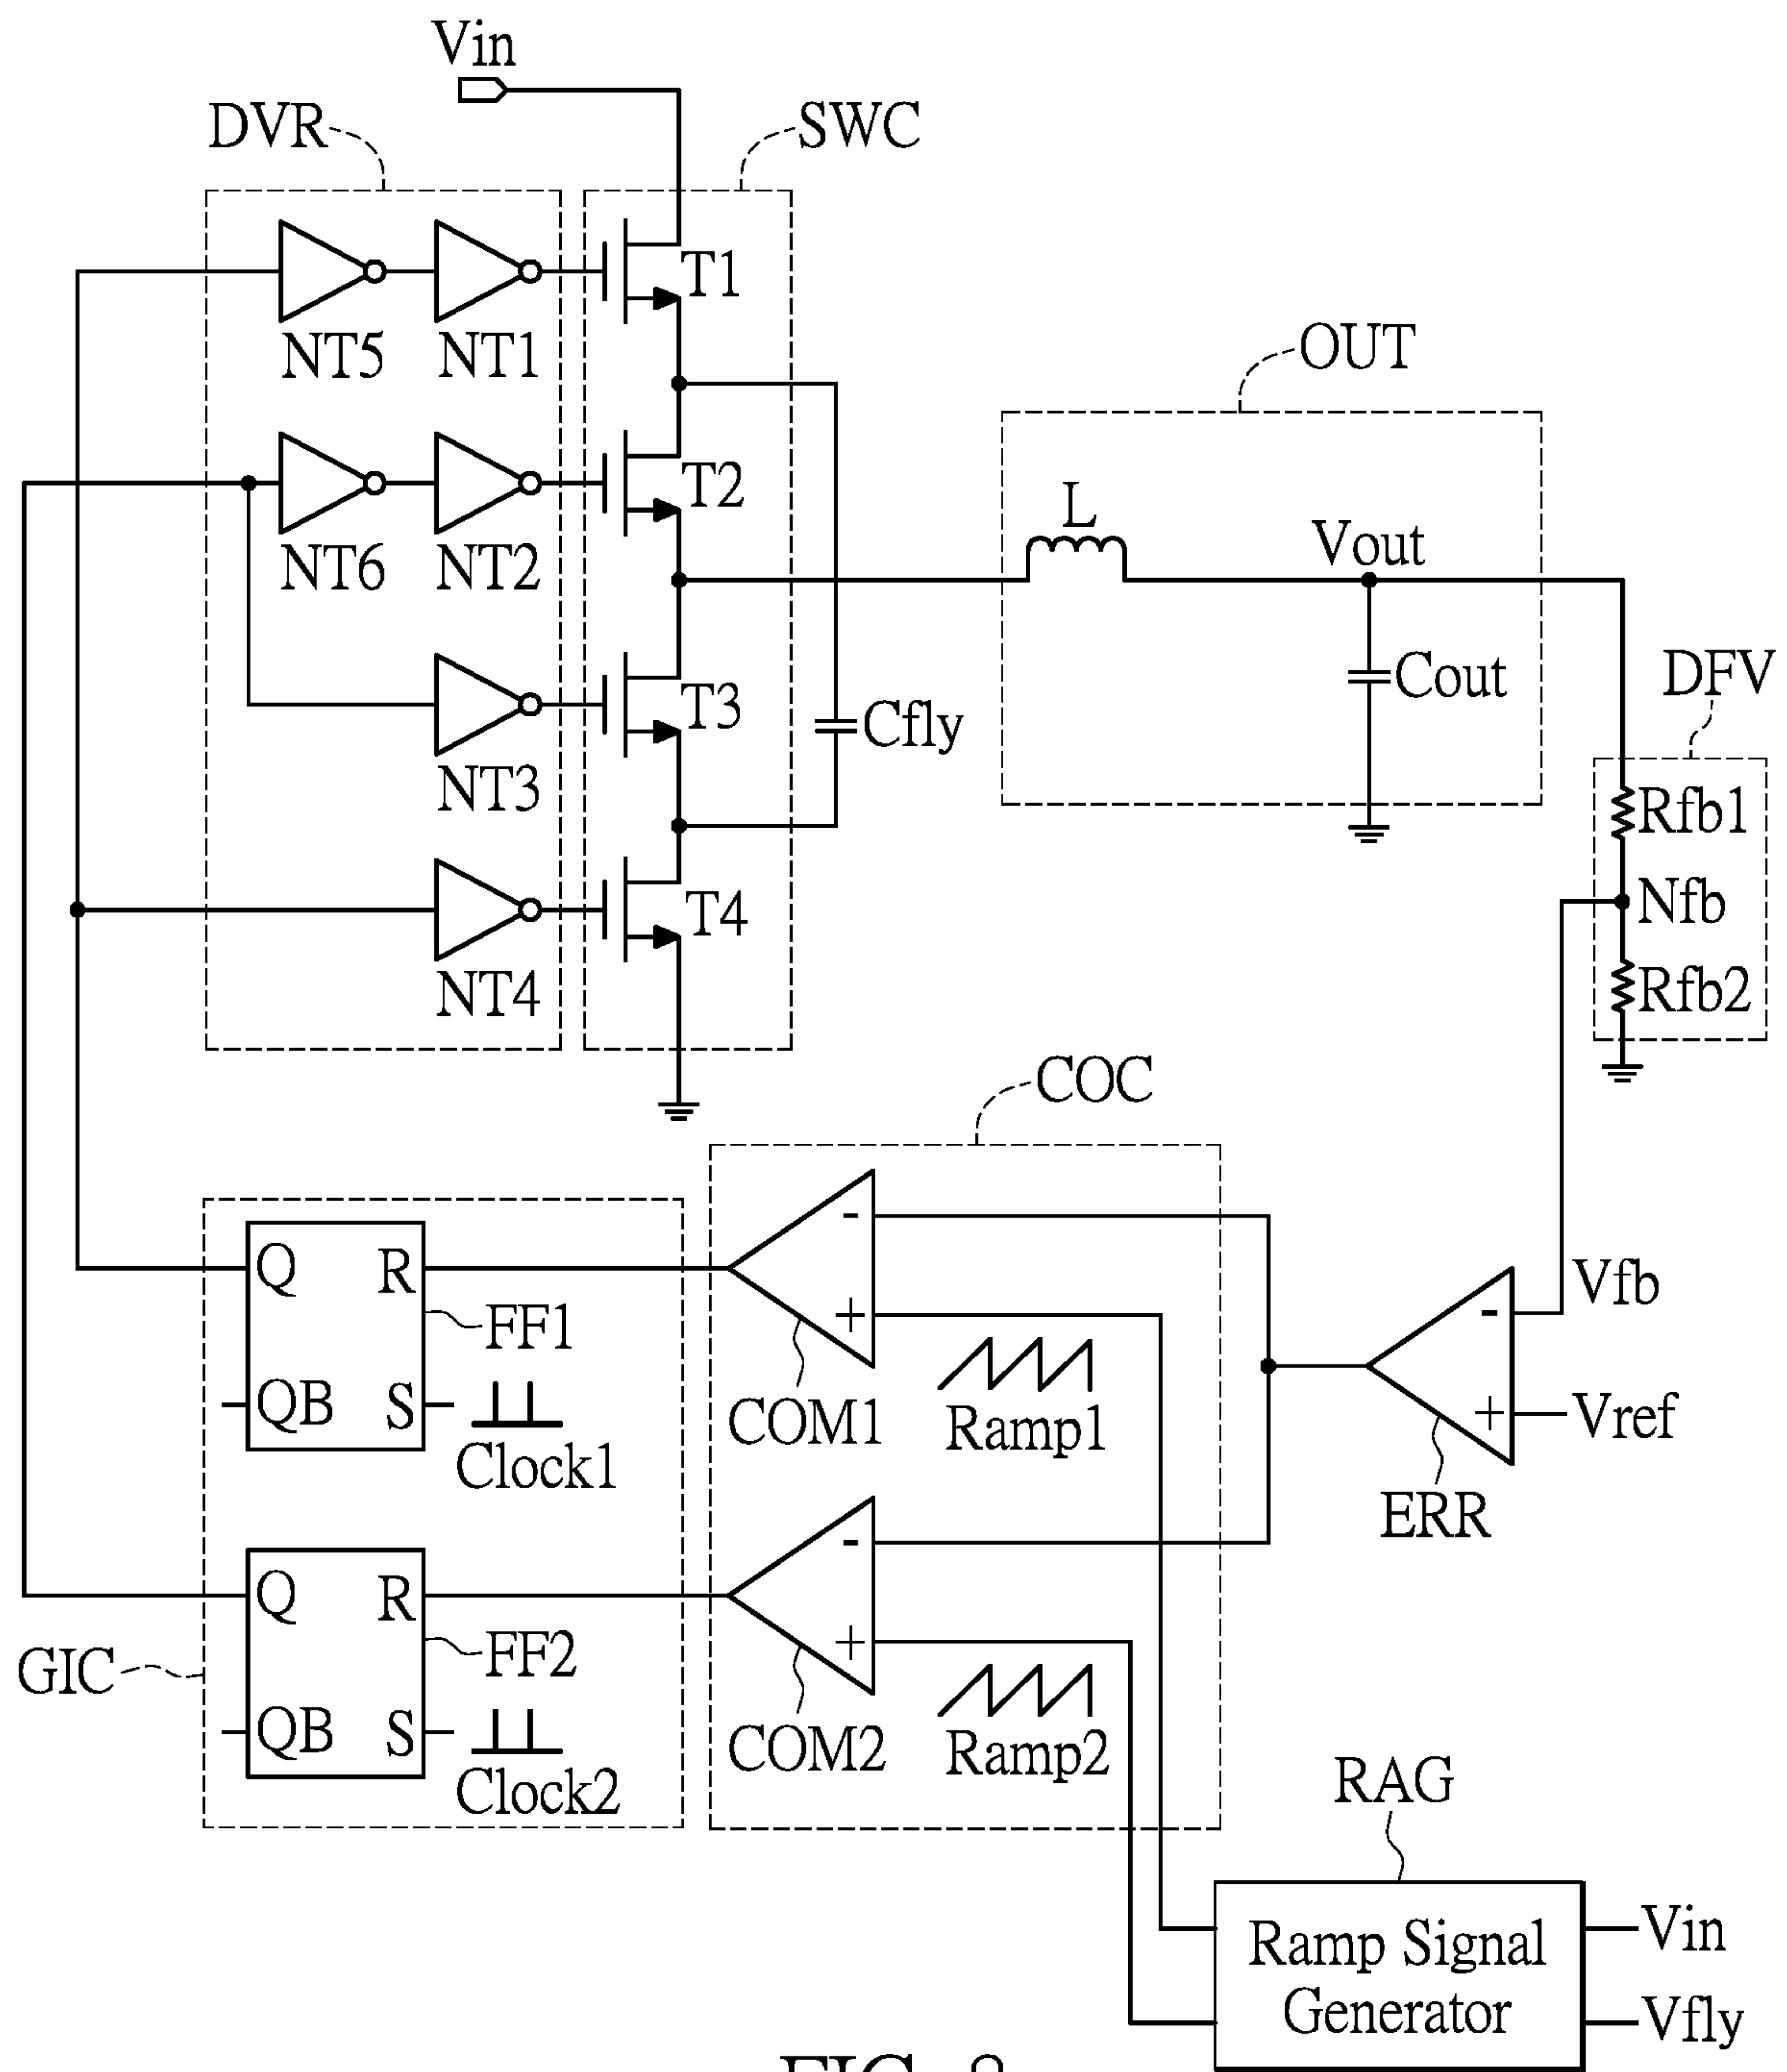 Vin
DVR
SWC
T1
NT5
NT1
OUT
T2
L
Vout
NT6
NT2
DFV
Cout
T3
Cfly
NT3
Rfb1
Nfb
T4
NT4
Rfb2
COC
Q
R
-
+
FF1
QB
S
Clock1
COM1
Ramp1
Vfb
-
+
Vref
ERR
Q
R
-
+
FF2
GIC
QB
S
Clock2
COM2
Ramp2
RAG
Ramp Signal
Generator
Vin
Vfly